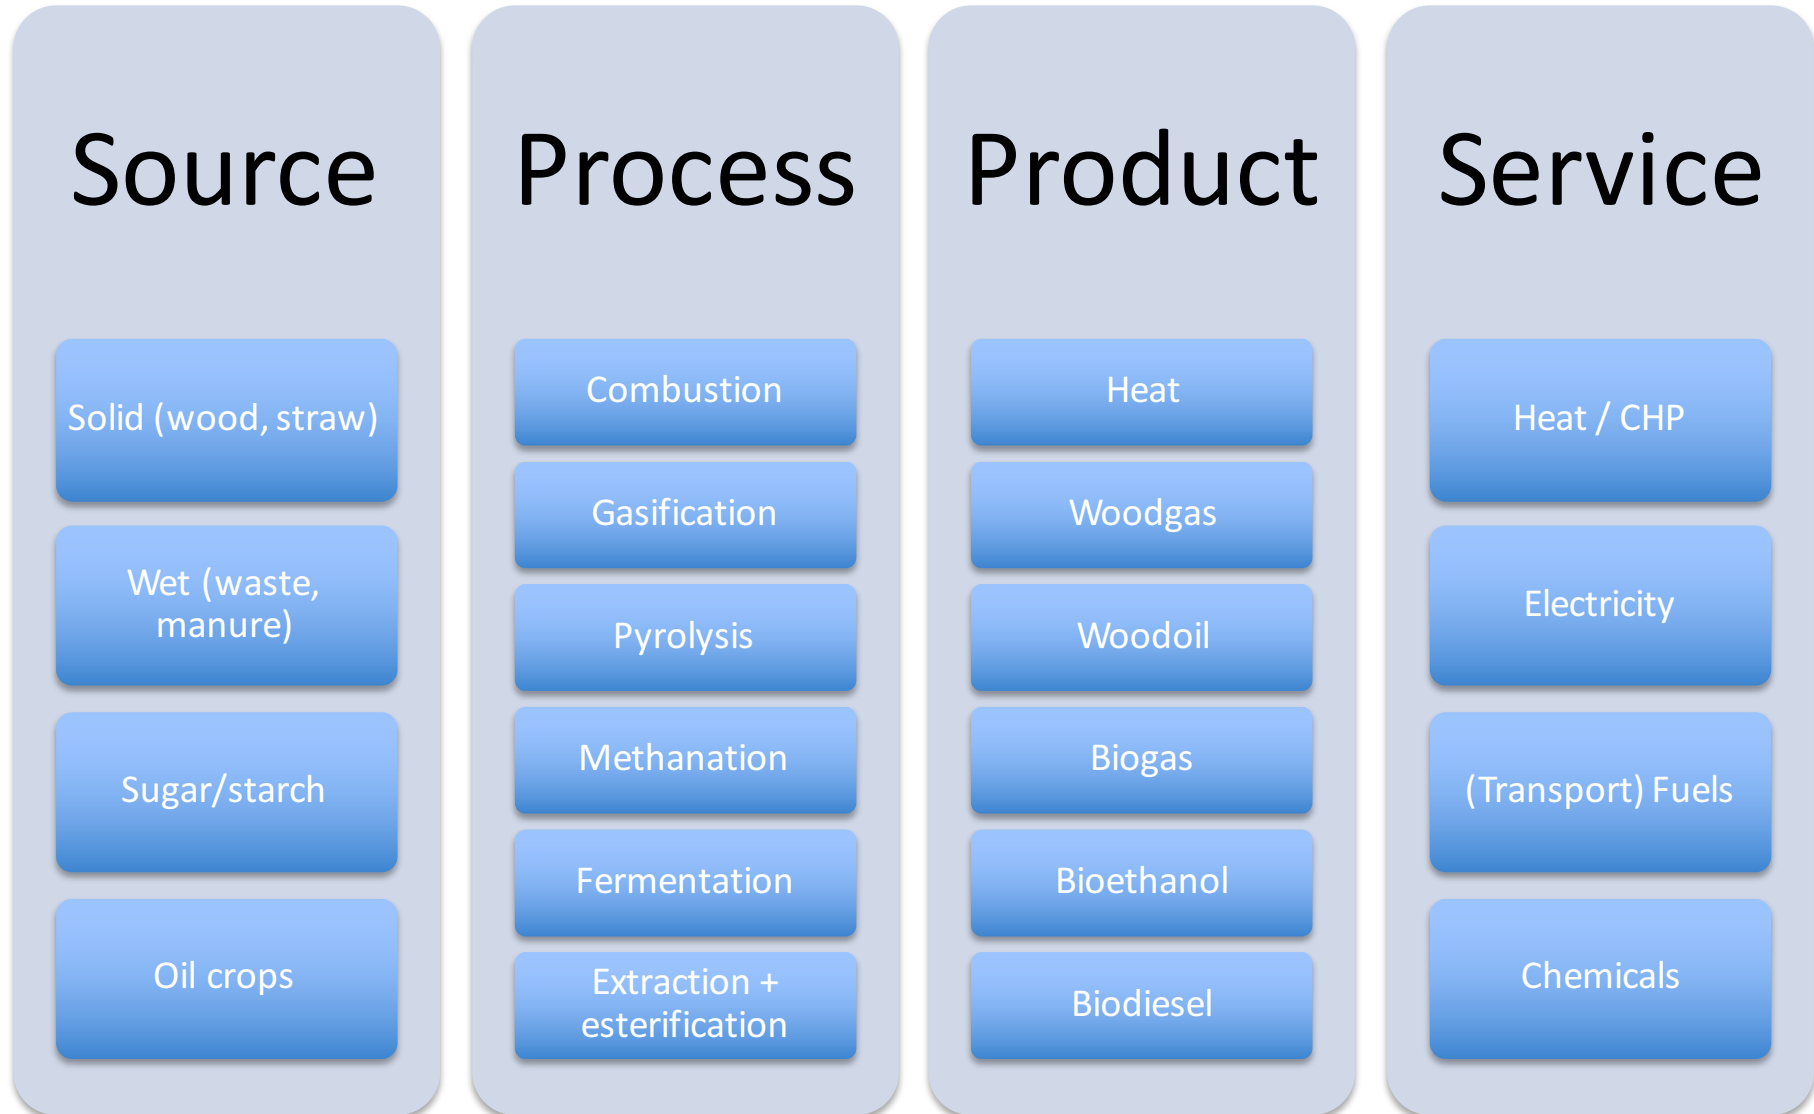 Source
Solid (wood, straw)
Wet (waste,
manure)
Sugar/starch
Oil crops
Process
Combustion
Gasification
Pyrolysis
Methanation
Fermentation
Extraction +
esterification
Product
Heat
Woodgas
Woodoil
Biogas
Bioethanol
Biodiesel
Service
Heat / CHP
Electricity
(Transport) Fuels
Chemicals